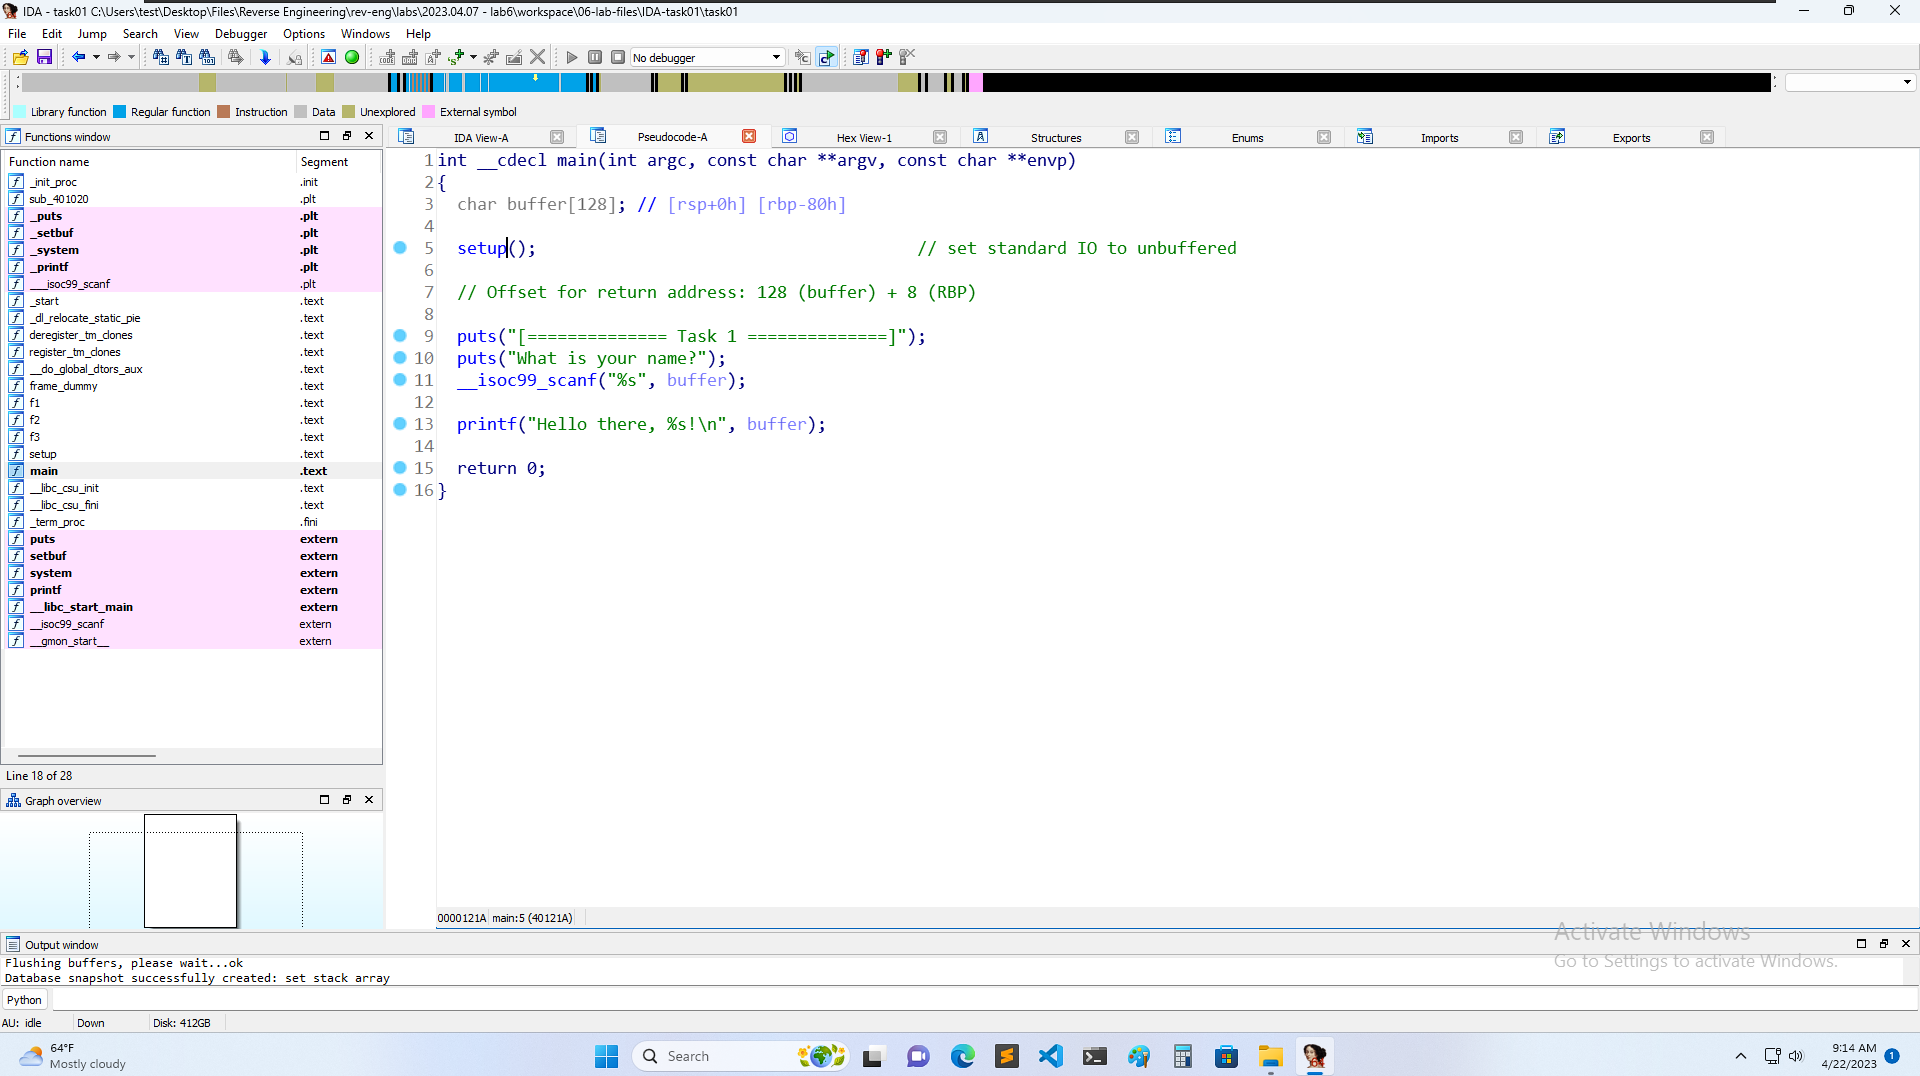 IDA - task01 C:\Users\test\Desktop\Files\Reverse Engineering\rev-eng\labs\2023.04.07 - lab6\workspace\06-lab-files\IDA-task01\task01
File Edit Jump Search View Debugger Options Windows Help
No debugger
Library function Regular function Instruction Data Unexplored External symbol
Functions window
Function name Segment
_init_proc .init
sub_401020 .plt
_puts .plt
_setbuf .plt
_system .plt
_printf .plt
___isoc99_scanf .plt
_start .text
_dl_relocate_static_pie .text
deregister_tm_clones .text
register_tm_clones .text
__do_global_dtors_aux .text
frame_dummy .text
f1 .text
f2 .text
f3 .text
setup .text
main .text
__libc_csu_init .text
__libc_csu_fini .text
_term_proc .fini
puts extern
setbuf extern
system extern
printf extern
__libc_start_main extern
__isoc99_scanf extern
__gmon_start__ extern
Line 18 of 28
Graph overview
IDA View-A Pseudocode-A Hex View-1 Structures Enums Imports Exports
1 int __cdecl main(int argc, const char **argv, const char **envp)
2 {
3 char buffer[128]; // [rsp+0h] [rbp-80h]
4
5 setup(); // set standard IO to unbuffered
6
7 // Offset for return address: 128 (buffer) + 8 (RBP)
8
9 puts("[============== Task 1 ==============]");
10 puts("What is your name?");
11 __isoc99_scanf("%s", buffer);
12
13 printf("Hello there, %s!\n", buffer);
14
15 return 0;
16 }
0000121A main:5 (40121A)
Activate Windows
Go to Settings to activate Windows.
Output window
Flushing buffers, please wait...ok
Database snapshot successfully created: set stack array
Python
AU: idle Down Disk: 412GB
64°F
Mostly cloudy
Search
9:14 AM
4/22/2023
1